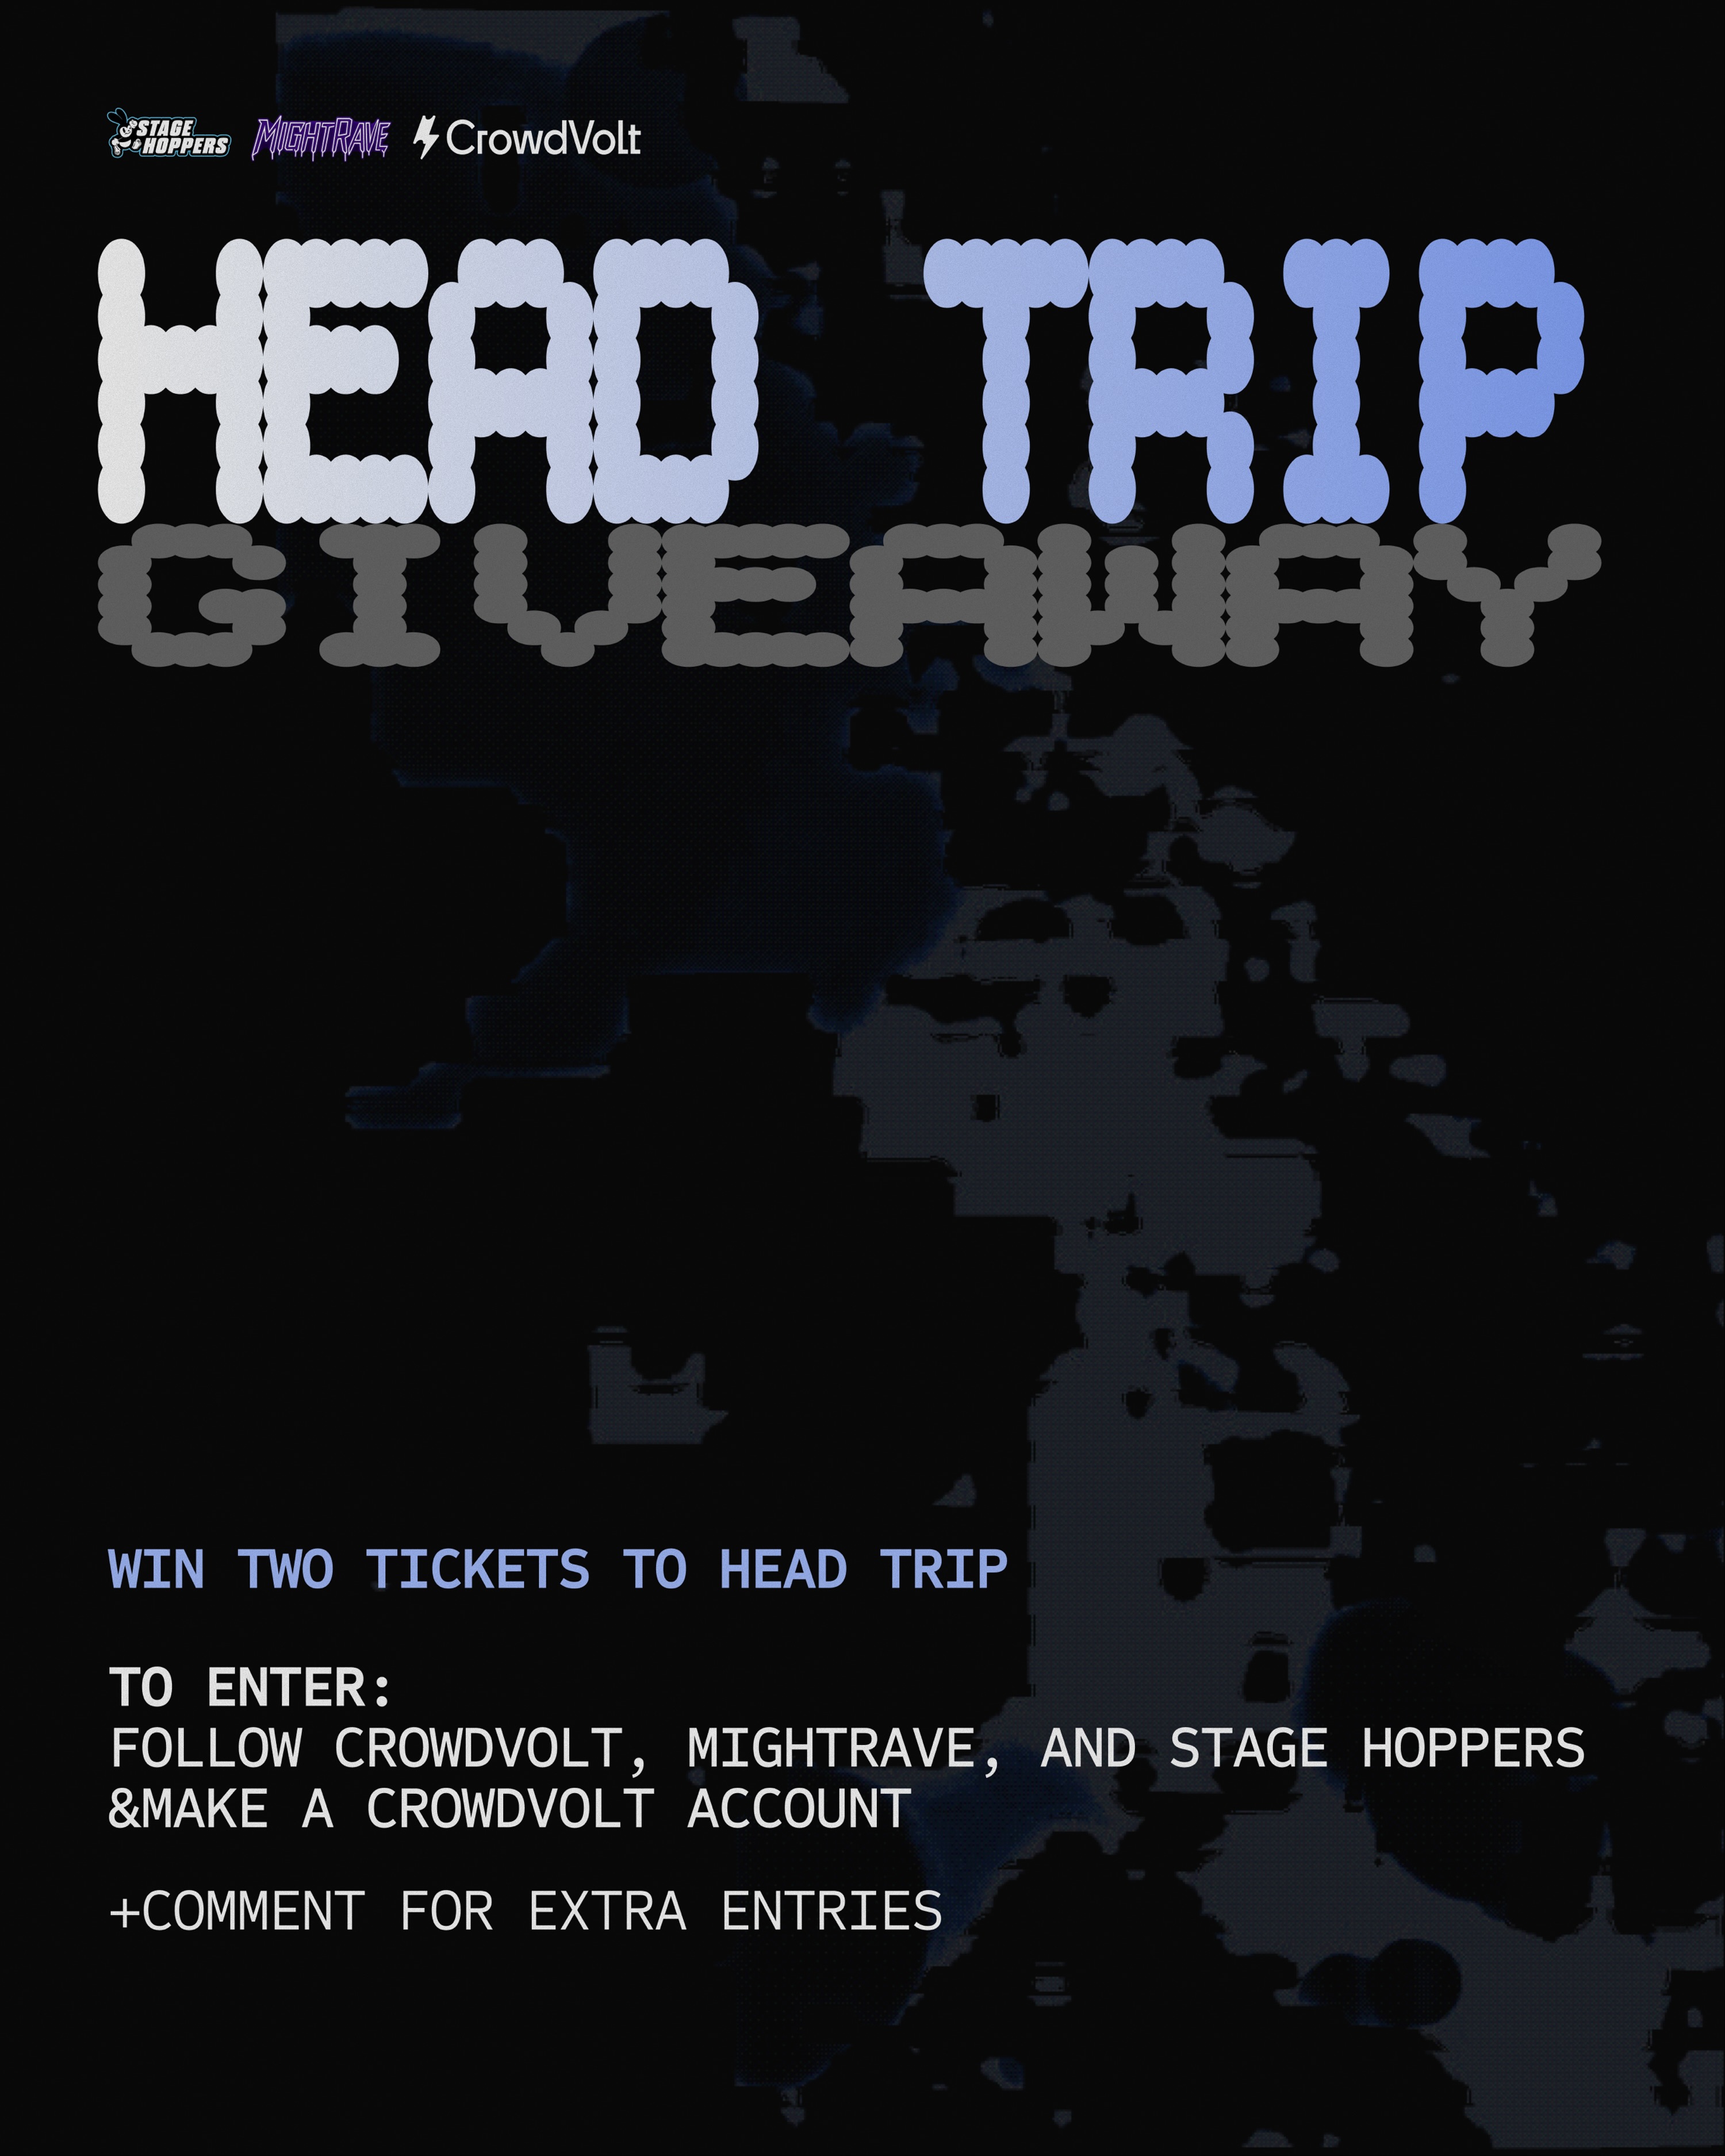 STAGE HOPPERS MIGHTRAVE CrowdVolt
HEAD TRIP
GIVEAWAY
WIN TWO TICKETS TO HEAD TRIP
TO ENTER:
FOLLOW CROWDVOLT, MIGHTRAVE, AND STAGE HOPPERS
&MAKE A CROWDVOLT ACCOUNT
+COMMENT FOR EXTRA ENTRIES